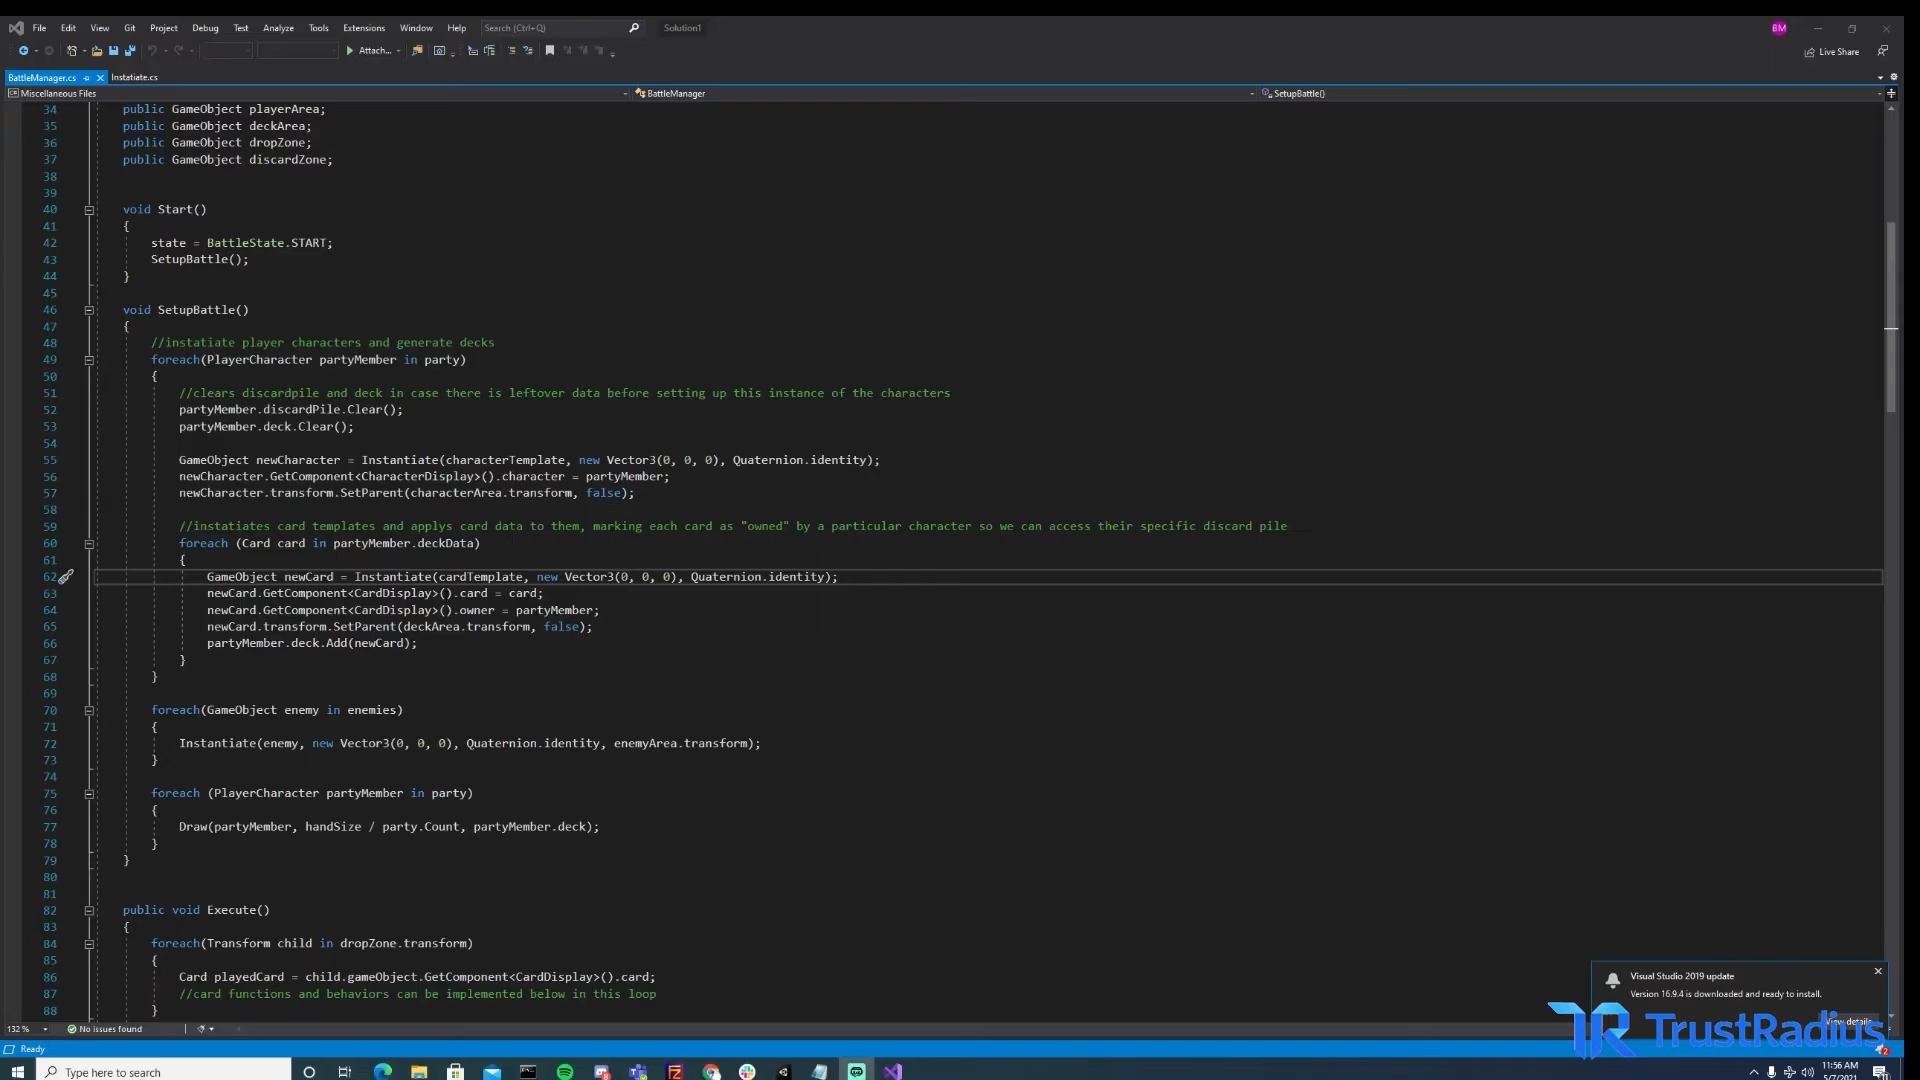 File Edit View Git Project Debug Test Analyze Tools Extensions Window Help Search (Ctrl+Q) Solution1 BM
Attach... Live Share
BattleManager.cs Instatiate.cs
Miscellaneous Files BattleManager SetupBattle()
34 public GameObject playerArea;
35 public GameObject deckArea;
36 public GameObject dropZone;
37 public GameObject discardZone;
38
39
40 void Start()
41 {
42 state = BattleState.START;
43 SetupBattle();
44 }
45
46 void SetupBattle()
47 {
48 //instatiate player characters and generate decks
49 foreach(PlayerCharacter partyMember in party)
50 {
51 //clears discardpile and deck in case there is leftover data before setting up this instance of the characters
52 partyMember.discardPile.Clear();
53 partyMember.deck.Clear();
54
55 GameObject newCharacter = Instantiate(characterTemplate, new Vector3(0, 0, 0), Quaternion.identity);
56 newCharacter.GetComponent<CharacterDisplay>().character = partyMember;
57 newCharacter.transform.SetParent(characterArea.transform, false);
58
59 //instatiates card templates and applys card data to them, marking each card as "owned" by a particular character so we can access their specific discard pile
60 foreach (Card card in partyMember.deckData)
61 {
62 GameObject newCard = Instantiate(cardTemplate, new Vector3(0, 0, 0), Quaternion.identity);
63 newCard.GetComponent<CardDisplay>().card = card;
64 newCard.GetComponent<CardDisplay>().owner = partyMember;
65 newCard.transform.SetParent(deckArea.transform, false);
66 partyMember.deck.Add(newCard);
67 }
68 }
69
70 foreach(GameObject enemy in enemies)
71 {
72 Instantiate(enemy, new Vector3(0, 0, 0), Quaternion.identity, enemyArea.transform);
73 }
74
75 foreach (PlayerCharacter partyMember in party)
76 {
77 Draw(partyMember, handSize / party.Count, partyMember.deck);
78 }
79 }
80
81
82 public void Execute()
83 {
84 foreach(Transform child in dropZone.transform)
85 {
86 Card playedCard = child.gameObject.GetComponent<CardDisplay>().card;
87 //card functions and behaviors can be implemented below in this loop
88 }
Visual Studio 2019 update
Version 16.9.4 is downloaded and ready to install.
View details
TrustRadius
132 % No issues found
Ready 2
Type here to search
11:56 AM
5/7/2021